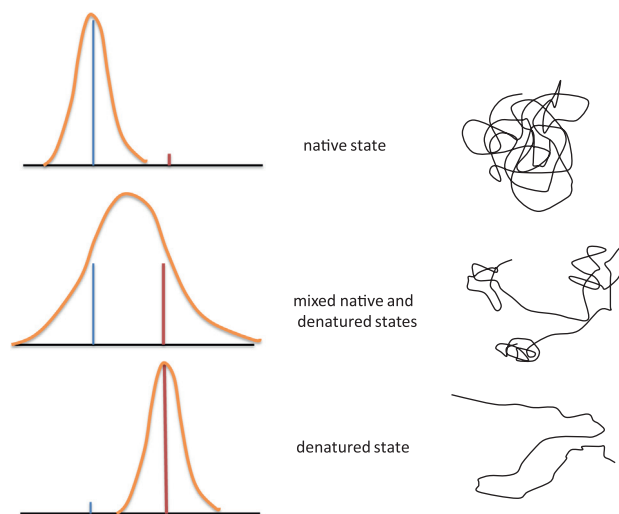 native state
mixed native and
denatured states
denatured state